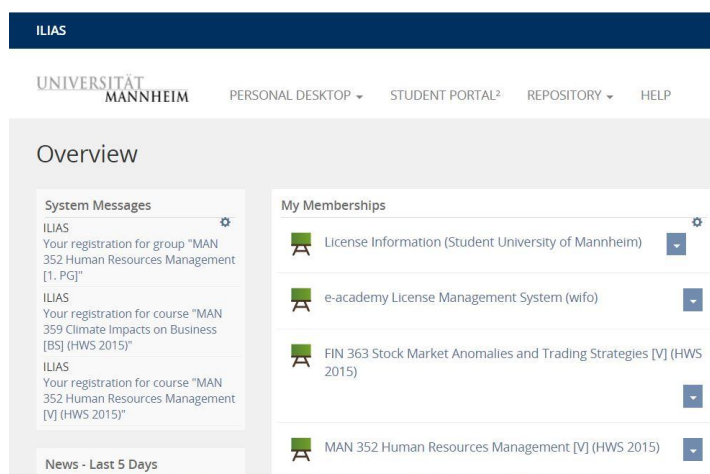 ILIAS
UNIVERSITÄT
MANNHEIM
PERSONAL DESKTOP
STUDENT PORTAL²
REPOSITORY
HELP
Overview
System Messages
ILIAS
Your registration for group "MAN
352 Human Resources Management
[1. PG]"
ILIAS
Your registration for course "MAN
359 Climate Impacts on Business
[BS] (HWS 2015)"
ILIAS
Your registration for course "MAN
352 Human Resources Management
[V] (HWS 2015)"
News - Last 5 Days
My Memberships
License Information (Student University of Mannheim)
e-academy License Management System (wifo)
FIN 363 Stock Market Anomalies and Trading Strategies [V] (HWS
2015)
MAN 352 Human Resources Management [V] (HWS 2015)